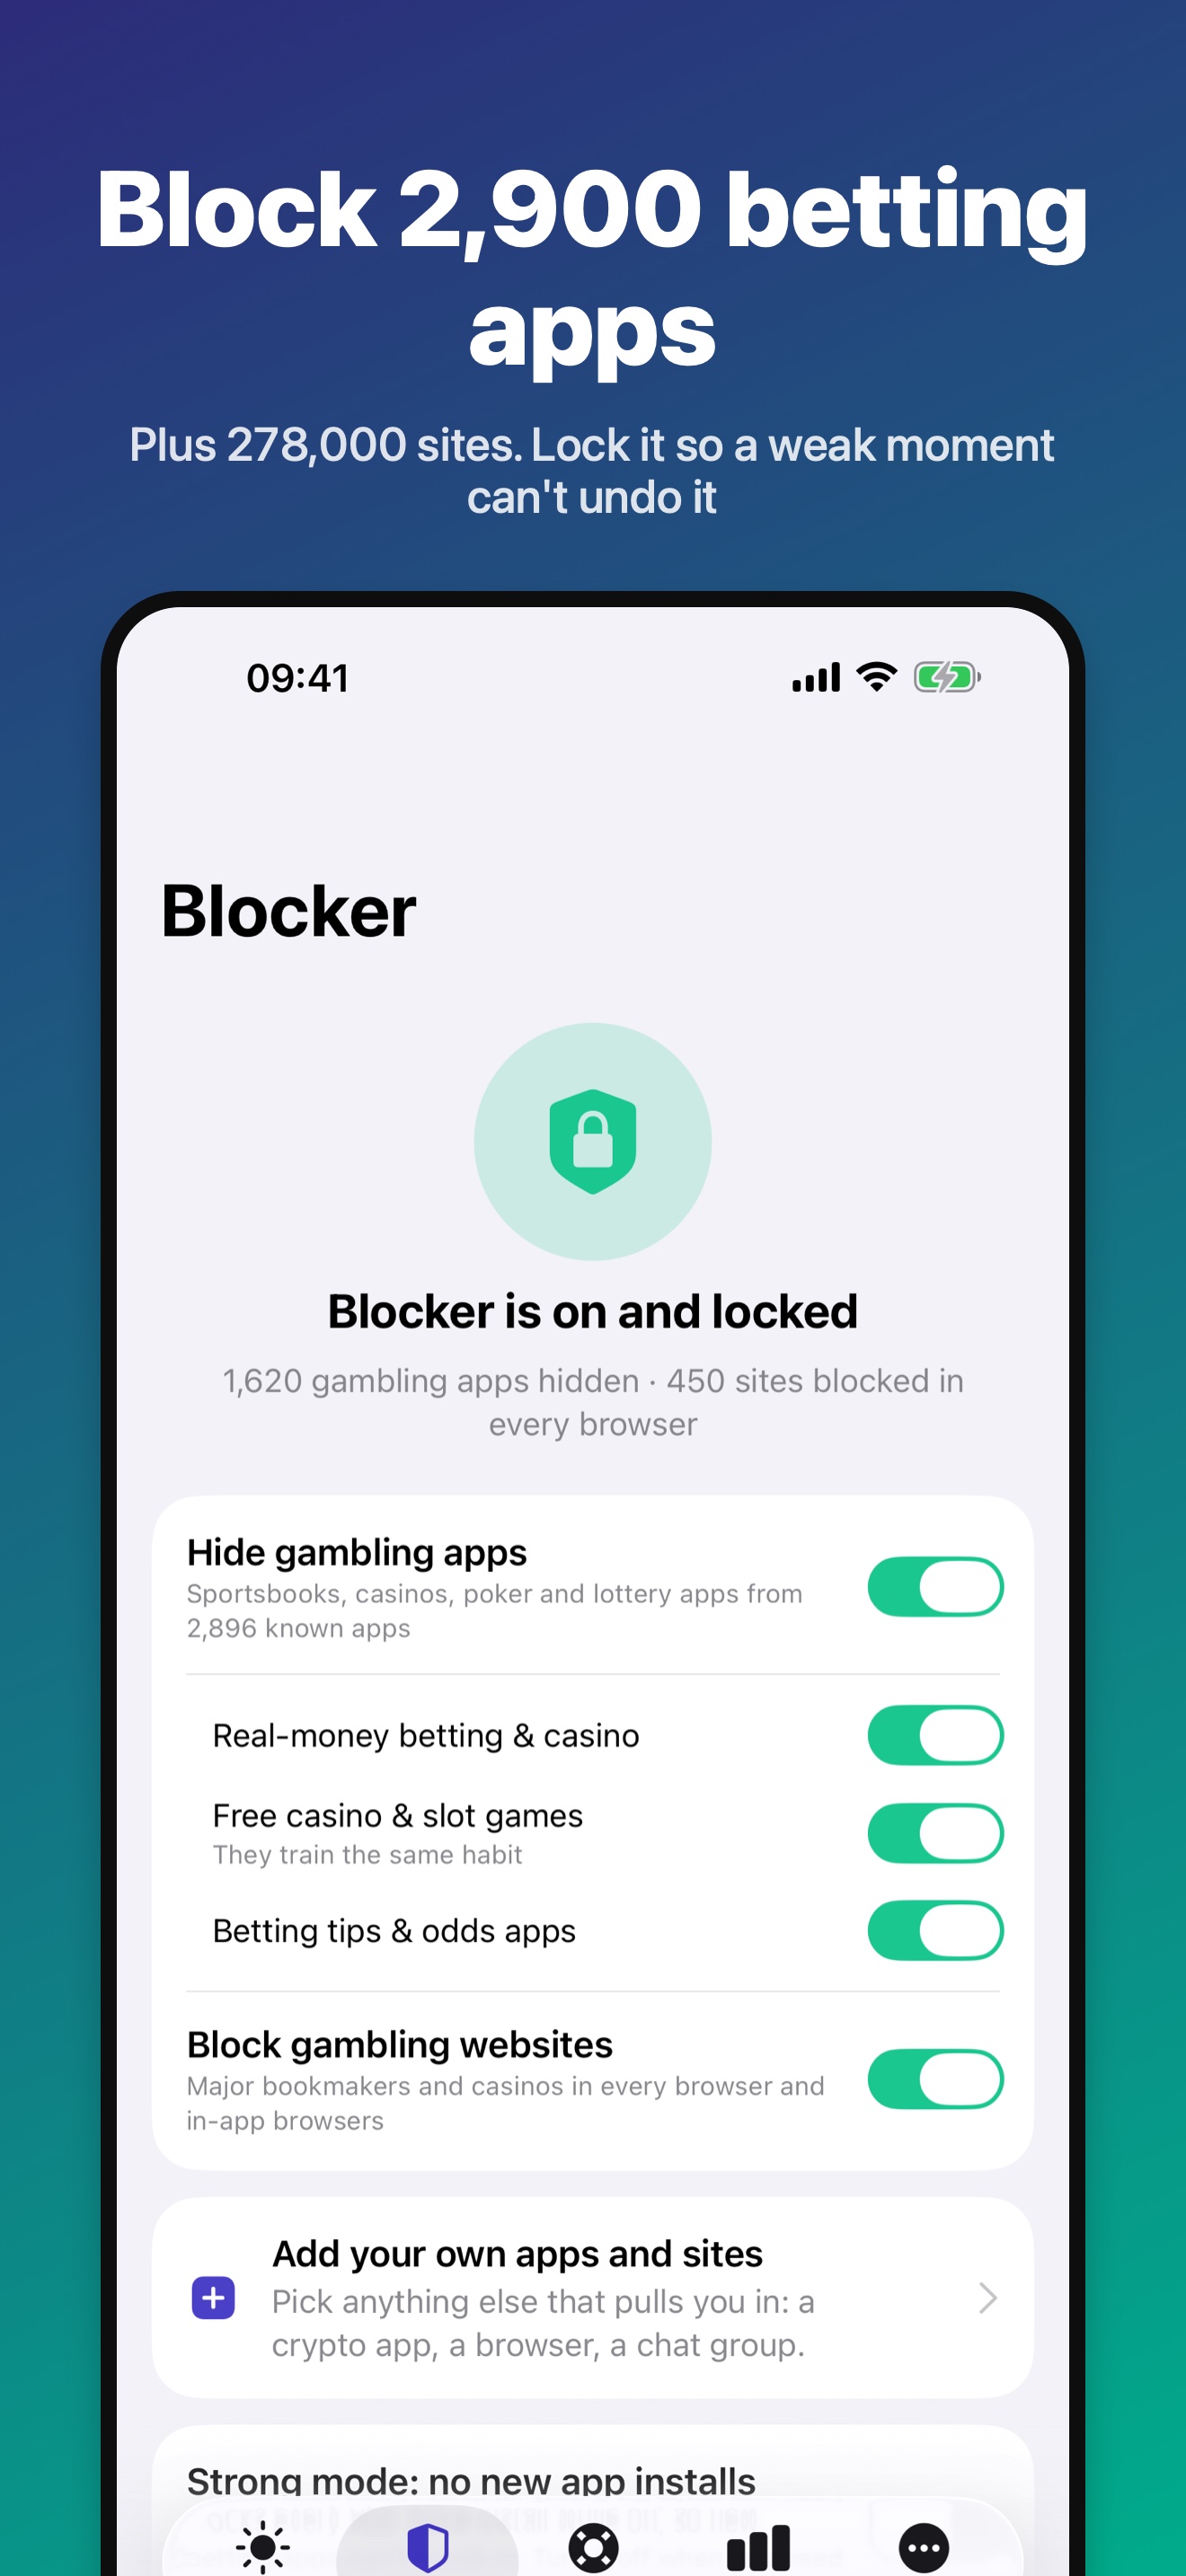 Block 2,900 betting
apps
Plus 278,000 sites. Lock it so a weak moment
can't undo it
09:41
Blocker
Blocker is on and locked
1,620 gambling apps hidden · 450 sites blocked in
every browser
Hide gambling apps
Sportsbooks, casinos, poker and lottery apps from
2,896 known apps
Real-money betting & casino
Free casino & slot games
They train the same habit
Betting tips & odds apps
Block gambling websites
Major bookmakers and casinos in every browser and
in-app browsers
Add your own apps and sites
Pick anything else that pulls you in: a
crypto app, a browser, a chat group.
Strong mode: no new app installs